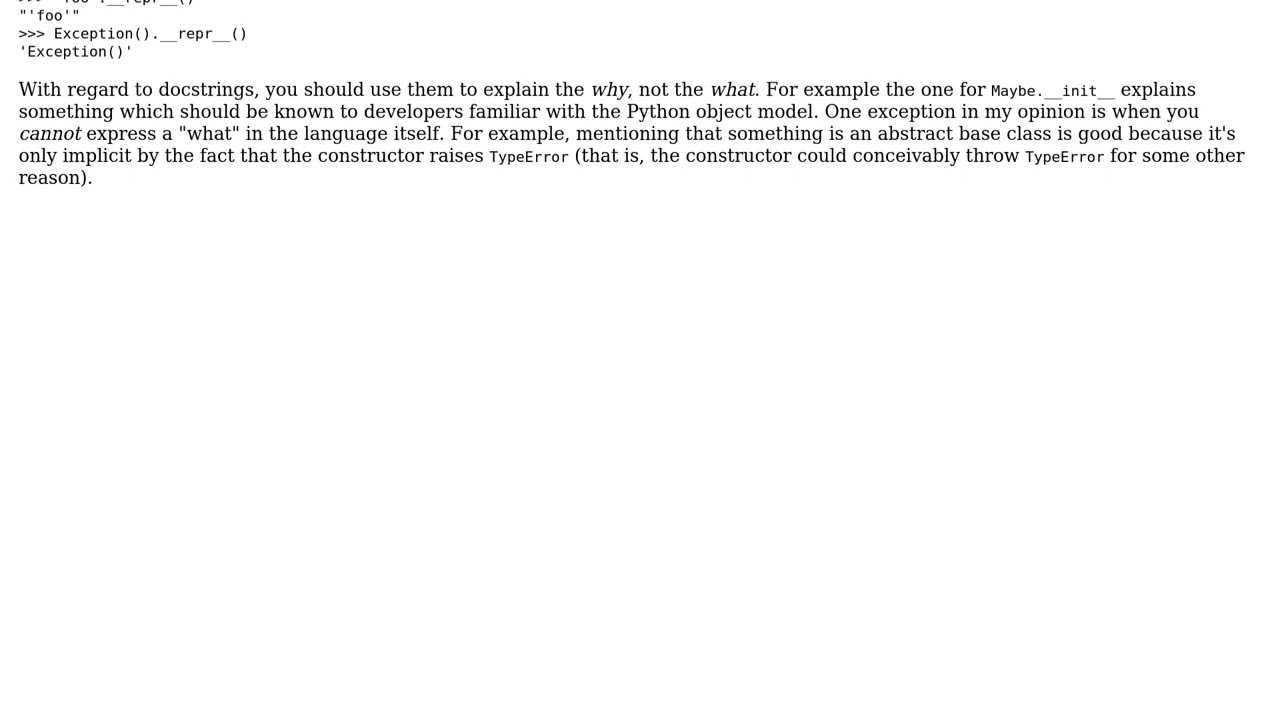 "'foo'"
>>> Exception().__repr__()
'Exception()'
With regard to docstrings, you should use them to explain the why, not the what. For example the one for Maybe.__init__ explains
something which should be known to developers familiar with the Python object model. One exception in my opinion is when you
cannot express a "what" in the language itself. For example, mentioning that something is an abstract base class is good because it's
only implicit by the fact that the constructor raises TypeError (that is, the constructor could conceivably throw TypeError for some other
reason).